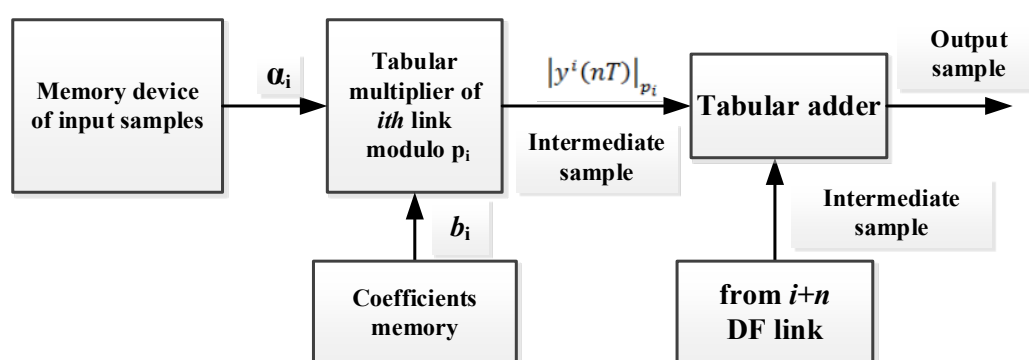 Memory device
of input samples
αᵢ
Tabular
multiplier of
ith link
modulo pᵢ
|yⁱ(nT)|ₚᵢ
Intermediate
sample
Tabular adder
Output
sample
bᵢ
Intermediate
sample
Coefficients
memory
from i+n
DF link